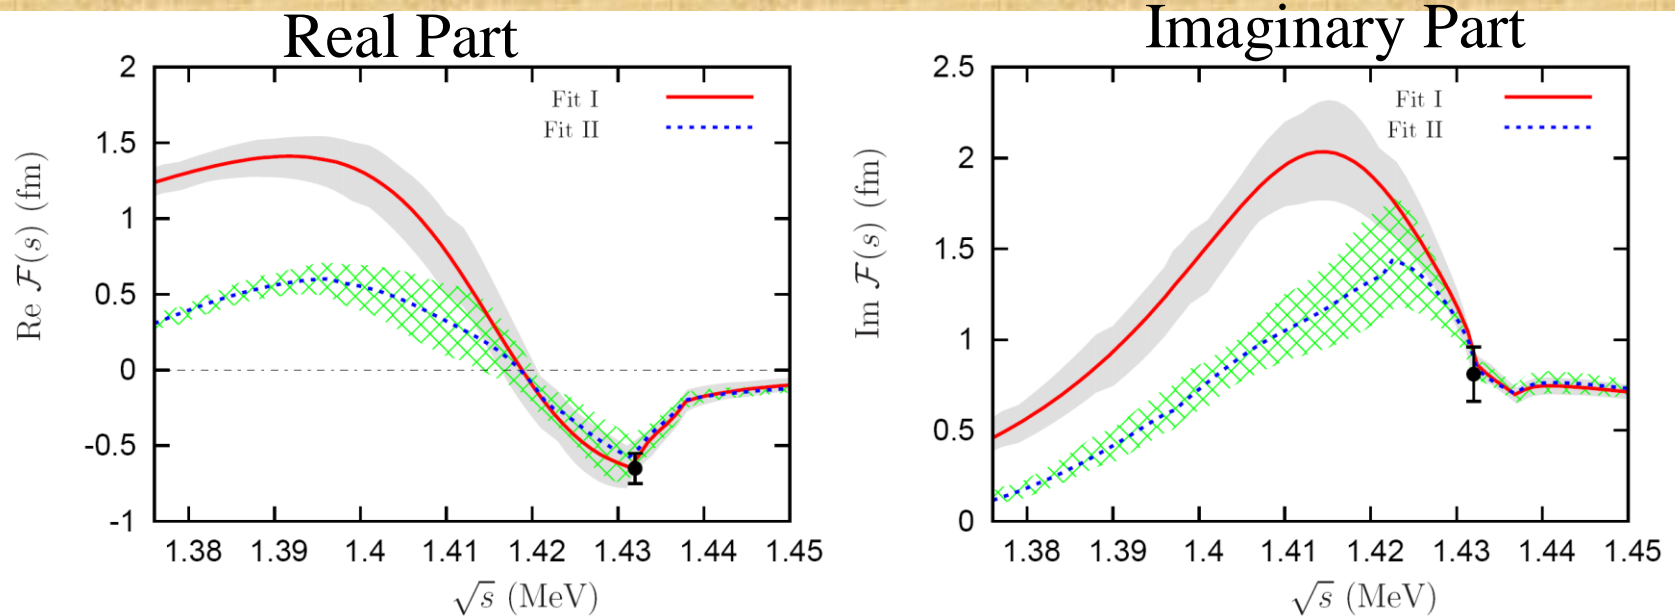 Real Part
Imaginary Part
2
1.5
1
0.5
0
-0.5
-1
Re F(s) (fm)
Fit I
Fit II
1.38 1.39 1.4 1.41 1.42 1.43 1.44 1.45
√s (MeV)
2.5
2
1.5
1
0.5
0
Im F(s) (fm)
Fit I
Fit II
1.38 1.39 1.4 1.41 1.42 1.43 1.44 1.45
√s (MeV)